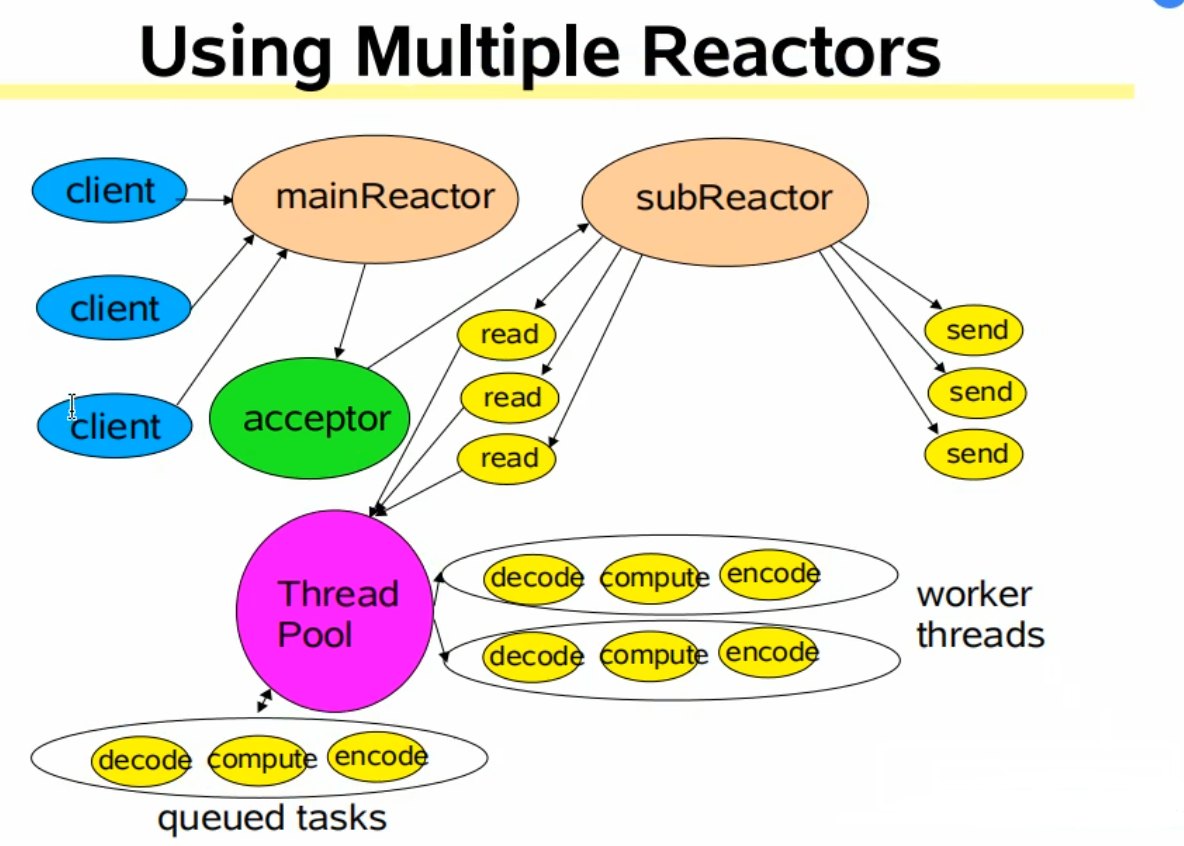 Using Multiple Reactors
client
mainReactor
subReactor
client
client
acceptor
read
read
read
send
send
send
Thread
Pool
decode compute encode
decode compute encode
worker
threads
decode compute encode
queued tasks